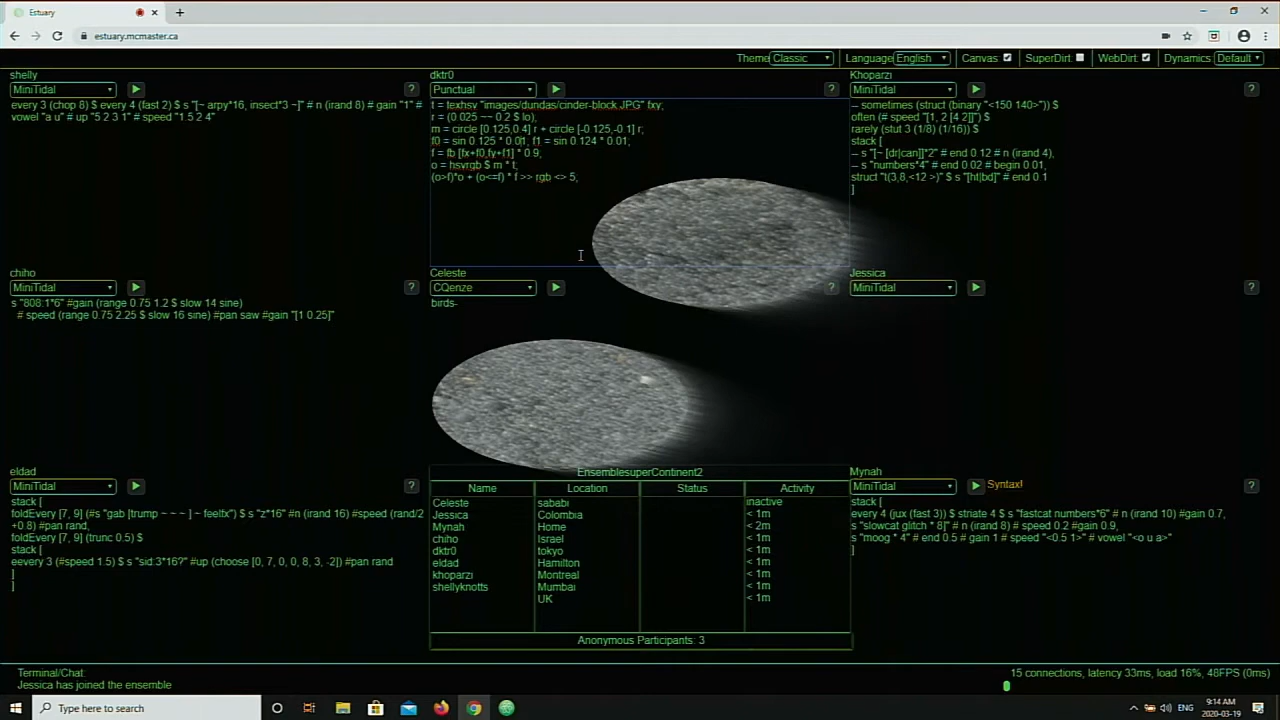 Estuary
estuary.mcmaster.ca
Theme Classic Language English Canvas SuperDirt: WebDirt: Dynamics: Default
shelly
MiniTidal
every 3 (chop 8) $ every 4 (fast 2) $ s "[~ arpy*16, insect*3 ~]" # n (irand 8) # gain "1" #
vowel "a u" # up "5 2 3 1" # speed "1.5 2 4"
dktr0
Punctual
?
t = texhsv "images/dundas/cinder-block.JPG" fxy;
r = (0.025 ~~ 0.2 $ lo);
m = circle [0.125,0.4] r + circle [-0.125,-0.1] r;
f0 = sin 0.125 * 0.01; f1 = sin 0.124 * 0.01;
f = fb [fx+f0,fy+f1] * 0.9;
o = hsvrgb $ m * t;
(o>f)*o + (o<=f) * f >> rgb <> 5;
Khoparzi
MiniTidal
?
-- sometimes (struct (binary "<150 140>")) $
often (# speed "[1, 2 [4 2]]") $
rarely (stut 3 (1/8) (1/16)) $
stack [
-- s "[~ [dr|can]]*2" # end 0.12 # n (irand 4),
-- s "numbers*4" # end 0.02 # begin 0.01,
struct "t(3,8,<12 >)" $ s "[ht|bd]" # end 0.1
]
chiho
MiniTidal
?
s "808:1*6" #gain (range 0.75 1.2 $ slow 14 sine)
# speed (range 0.75 2.25 $ slow 16 sine) #pan saw #gain "[1 0.25]"
Celeste
CQenze
?
birds-
Jessica
MiniTidal
?
eldad
MiniTidal
?
stack [
foldEvery [7, 9] (#s "gab [trump ~ ~ ~ ] ~ feelfx") $ s "z*16" #n (irand 16) #speed (rand/2
+0.8) #pan rand,
foldEvery [7, 9] (trunc 0.5) $
stack [
eevery 3 (#speed 1.5) $ s "sid:3*16?" #up (choose [0, 7, 0, 0, 8, 3, -2]) #pan rand
]
]
EnsemblesuperContinent2
Name Location Status Activity
Celeste sababi inactive
Jessica Colombia < 1m
Mynah Home < 2m
chiho Israel < 1m
dktr0 tokyo < 1m
eldad Hamilton < 1m
khoparzi Montreal < 1m
shellyknotts Mumbai < 1m
UK < 1m
Anonymous Participants: 3
Mynah
MiniTidal Syntax!
?
stack [
every 4 (jux (fast 3)) $ striate 4 $ s "fastcat numbers*6" # n (irand 10) #gain 0.7,
s "slowcat glitch * 8]" # n (irand 8) # speed 0.2 #gain 0.9,
s "moog * 4" # end 0.5 # gain 1 # speed "<0.5 1>" # vowel "<o u a>"
]
Terminal/Chat:
Jessica has joined the ensemble
15 connections, latency 33ms, load 16%, 48FPS (0ms)
Type here to search
ENG
9:14 AM
2020-03-19